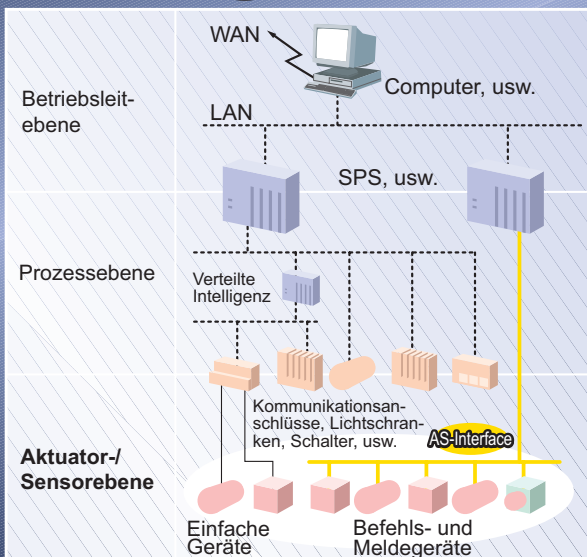 WAN
Computer, usw.
Betriebsleit-
ebene
LAN
SPS, usw.
Prozessebene
Verteilte
Intelligenz
Kommunikationsan-
schlüsse, Lichtschran-
ken, Schalter, usw.
AS-Interface
Aktuator-/
Sensorebene
Einfache
Geräte
Befehls- und
Meldegeräte